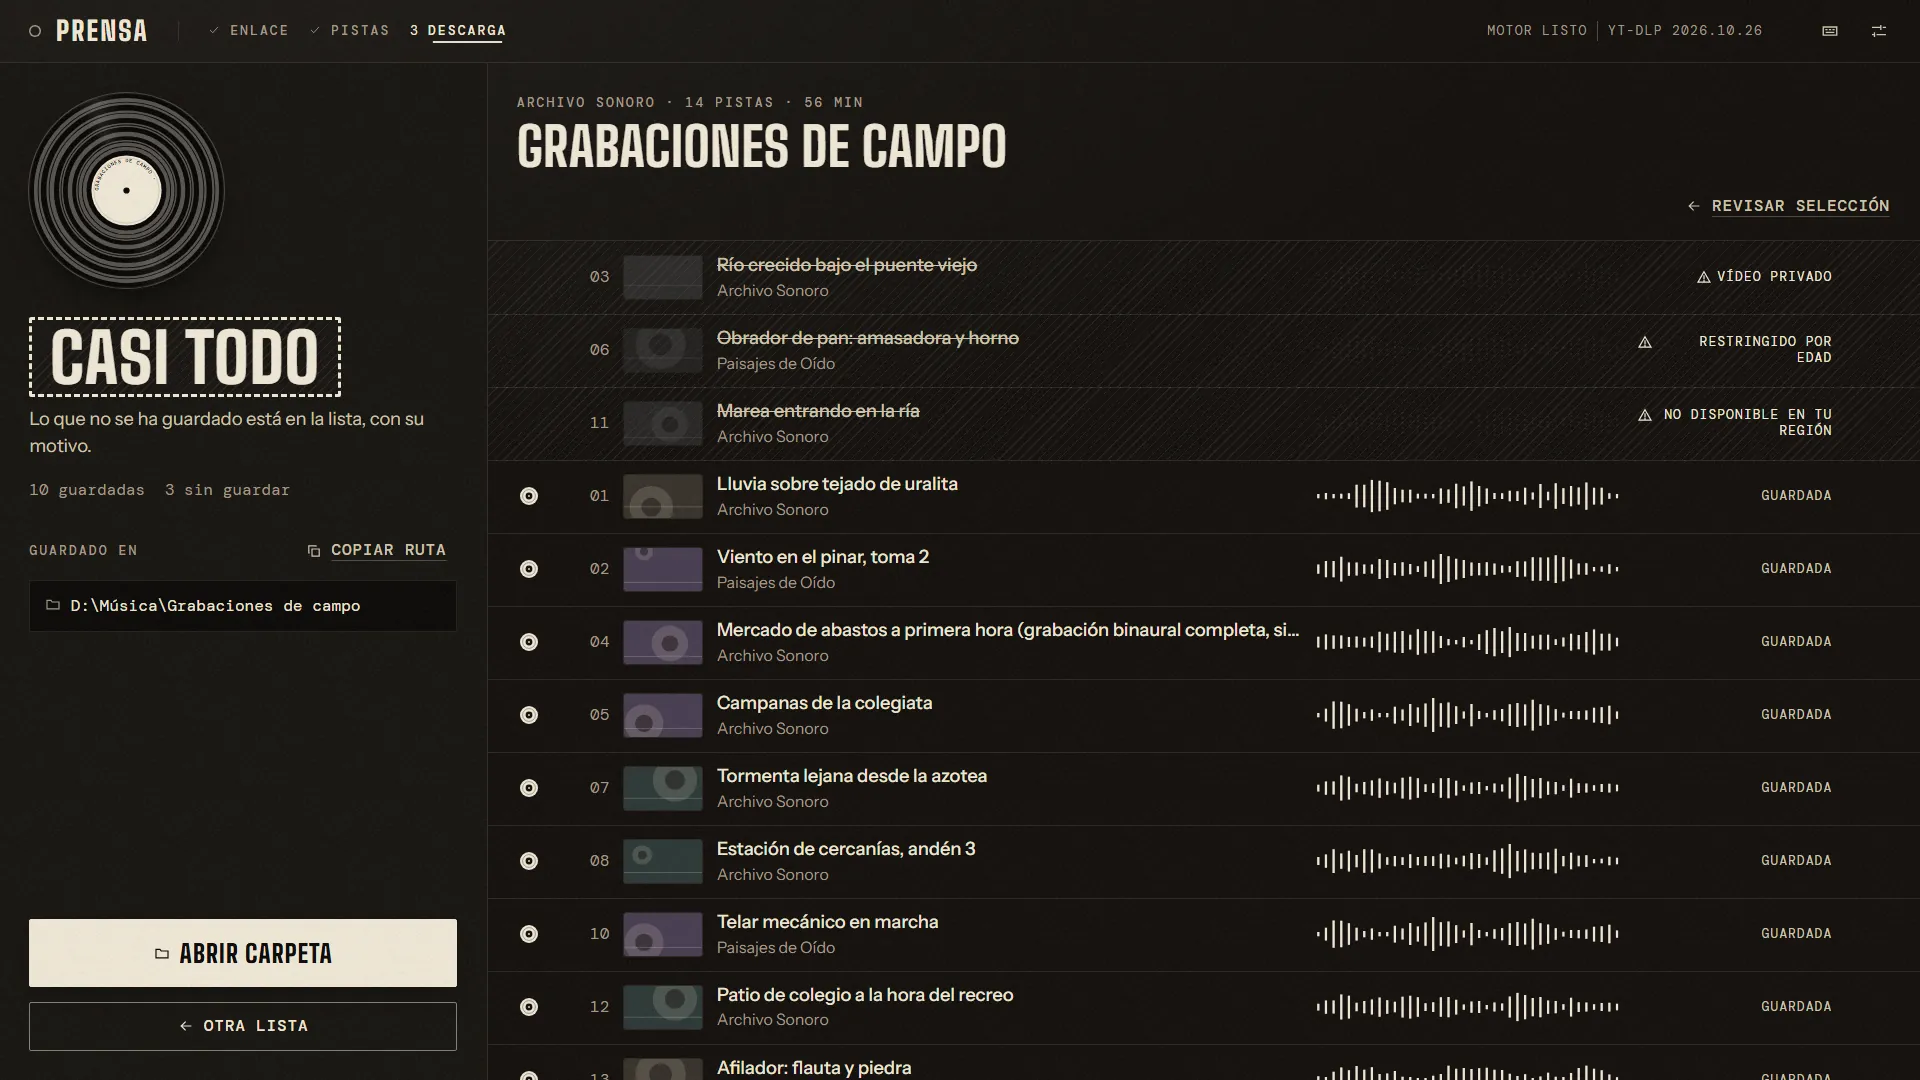 PRENSA
ENLACE
PISTAS
3 DESCARGA
MOTOR LISTO
YT-DLP 2026.10.26
GRABACIONES DE CAMPO
CASI TODO
Lo que no se ha guardado está en la lista, con su
motivo.
10 guardadas 3 sin guardar
GUARDADO EN
COPIAR RUTA
D:\Música\Grabaciones de campo
ABRIR CARPETA
← OTRA LISTA
ARCHIVO SONORO · 14 PISTAS · 56 MIN
GRABACIONES DE CAMPO
← REVISAR SELECCIÓN
03
Río crecido bajo el puente viejo
Archivo Sonoro
VÍDEO PRIVADO
06
Obrador de pan: amasadora y horno
Paisajes de Oído
RESTRINGIDO POR
EDAD
11
Marea entrando en la ría
Archivo Sonoro
NO DISPONIBLE EN TU
REGIÓN
01
Lluvia sobre tejado de uralita
Archivo Sonoro
GUARDADA
02
Viento en el pinar, toma 2
Paisajes de Oído
GUARDADA
04
Mercado de abastos a primera hora (grabación binaural completa, si...
Archivo Sonoro
GUARDADA
05
Campanas de la colegiata
Archivo Sonoro
GUARDADA
07
Tormenta lejana desde la azotea
Archivo Sonoro
GUARDADA
08
Estación de cercanías, andén 3
Archivo Sonoro
GUARDADA
10
Telar mecánico en marcha
Paisajes de Oído
GUARDADA
12
Patio de colegio a la hora del recreo
Archivo Sonoro
GUARDADA
13
Afilador: flauta y piedra
GUARDADA